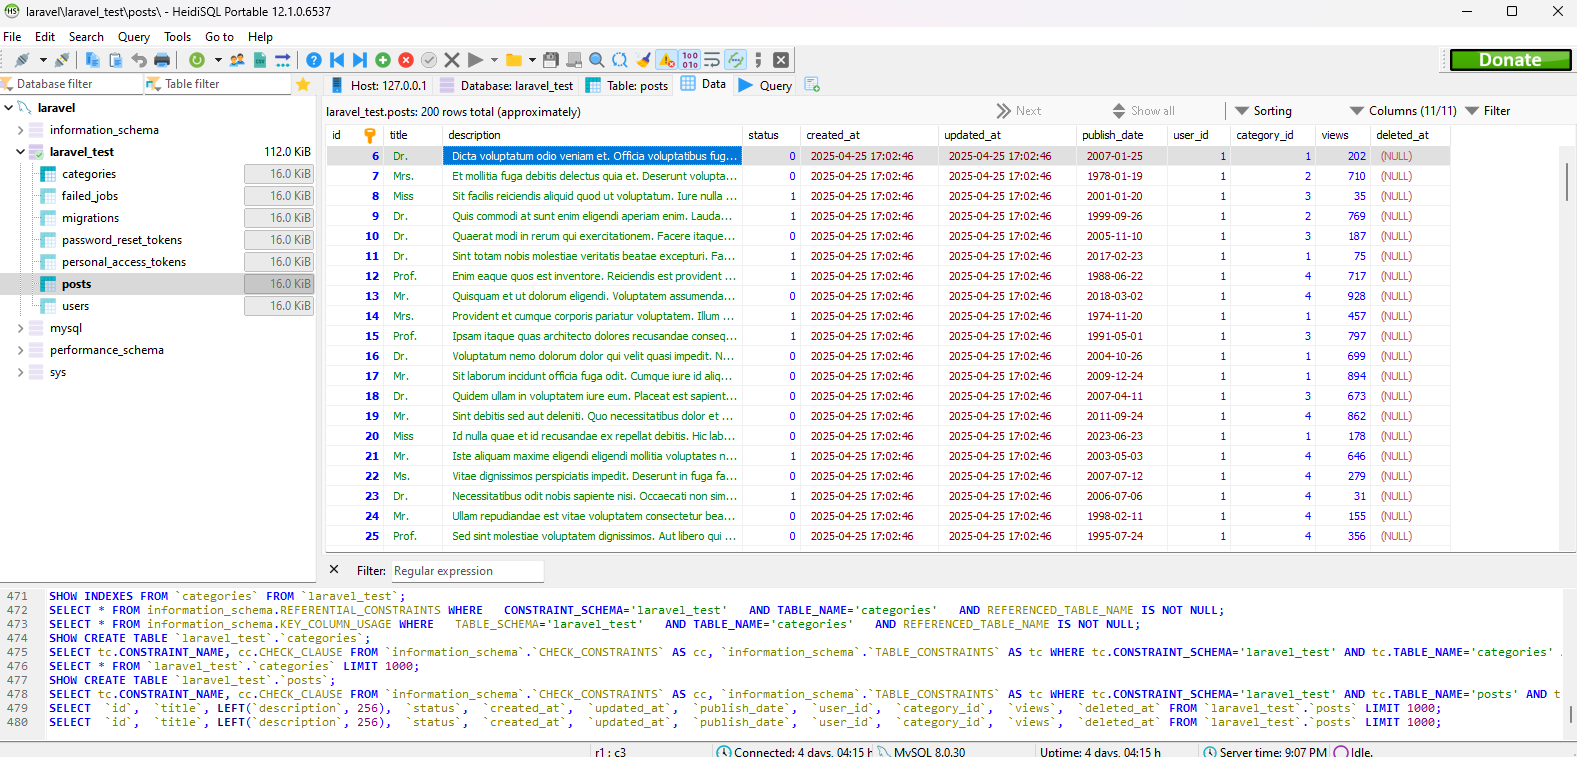 laravel\laravel_test\posts\ - HeidiSQL Portable 12.1.0.6537
File Edit Search Query Tools Go to Help
Donate
Database filter Table filter
Host: 127.0.0.1 Database: laravel_test Table: posts Data Query
laravel
information_schema
laravel_test 112.0 KiB
categories 16.0 KiB
failed_jobs 16.0 KiB
migrations 16.0 KiB
password_reset_tokens 16.0 KiB
personal_access_tokens 16.0 KiB
posts 16.0 KiB
users 16.0 KiB
mysql
performance_schema
sys
laravel_test.posts: 200 rows total (approximately) Next Show all Sorting Columns (11/11) Filter
id title description status created_at updated_at publish_date user_id category_id views deleted_at
6 Dr. Dicta voluptatum odio veniam et. Officia voluptatibus fug... 0 2025-04-25 17:02:46 2025-04-25 17:02:46 2007-01-25 1 1 202 (NULL)
7 Mrs. Et mollitia fuga debitis delectus quia et. Deserunt volupta... 0 2025-04-25 17:02:46 2025-04-25 17:02:46 1978-01-19 1 2 710 (NULL)
8 Miss Sit facilis reiciendis aliquid quod ut voluptatum. Iure nulla ... 1 2025-04-25 17:02:46 2025-04-25 17:02:46 2001-01-20 1 3 35 (NULL)
9 Dr. Quis commodi at sunt enim eligendi aperiam enim. Lauda... 1 2025-04-25 17:02:46 2025-04-25 17:02:46 1999-09-26 1 2 769 (NULL)
10 Dr. Quaerat modi in rerum qui exercitationem. Facere itaque... 0 2025-04-25 17:02:46 2025-04-25 17:02:46 2005-11-10 1 3 187 (NULL)
11 Dr. Sint totam nobis molestiae veritatis beatae excepturi. Fa... 1 2025-04-25 17:02:46 2025-04-25 17:02:46 2017-02-23 1 1 75 (NULL)
12 Prof. Enim eaque quos est inventore. Reiciendis est provident ... 1 2025-04-25 17:02:46 2025-04-25 17:02:46 1988-06-22 1 4 717 (NULL)
13 Mr. Quisquam et ut dolorum eligendi. Voluptatem assumenda... 0 2025-04-25 17:02:46 2025-04-25 17:02:46 2018-03-02 1 4 928 (NULL)
14 Mrs. Provident et cumque corporis pariatur voluptatem. Illum ... 1 2025-04-25 17:02:46 2025-04-25 17:02:46 1974-11-20 1 1 457 (NULL)
15 Prof. Ipsam itaque quas architecto dolores recusandae conseq... 1 2025-04-25 17:02:46 2025-04-25 17:02:46 1991-05-01 1 3 797 (NULL)
16 Dr. Voluptatum nemo dolorum dolor qui velit quasi impedit. N... 0 2025-04-25 17:02:46 2025-04-25 17:02:46 2004-10-26 1 1 699 (NULL)
17 Mr. Sit laborum incidunt officia fuga odit. Cumque iure id aliq... 0 2025-04-25 17:02:46 2025-04-25 17:02:46 2009-12-24 1 1 894 (NULL)
18 Dr. Quidem ullam in voluptatem iure eum. Placeat est sapient... 0 2025-04-25 17:02:46 2025-04-25 17:02:46 2007-04-11 1 3 673 (NULL)
19 Mr. Sint debitis sed aut deleniti. Quo necessitatibus dolor et ... 0 2025-04-25 17:02:46 2025-04-25 17:02:46 2011-09-24 1 4 862 (NULL)
20 Miss Id nulla quae et id recusandae ex repellat debitis. Hic lab... 0 2025-04-25 17:02:46 2025-04-25 17:02:46 2023-06-23 1 1 178 (NULL)
21 Mr. Iste aliquam maxime eligendi eligendi mollitia voluptates n... 1 2025-04-25 17:02:46 2025-04-25 17:02:46 2003-05-03 1 4 646 (NULL)
22 Ms. Vitae dignissimos perspiciatis impedit. Deserunt in fuga fa... 0 2025-04-25 17:02:46 2025-04-25 17:02:46 2007-07-12 1 4 279 (NULL)
23 Dr. Necessitatibus odit nobis sapiente nisi. Occaecati non sim... 1 2025-04-25 17:02:46 2025-04-25 17:02:46 2006-07-06 1 4 31 (NULL)
24 Mr. Ullam repudiandae est vitae voluptatem consectetur bea... 0 2025-04-25 17:02:46 2025-04-25 17:02:46 1998-02-11 1 4 155 (NULL)
25 Prof. Sed sint molestiae voluptatem dignissimos. Aut libero qui ... 0 2025-04-25 17:02:46 2025-04-25 17:02:46 1995-07-24 1 4 356 (NULL)
Filter: Regular expression
471 SHOW INDEXES FROM `categories` FROM `laravel_test`;
472 SELECT * FROM information_schema.REFERENTIAL_CONSTRAINTS WHERE CONSTRAINT_SCHEMA='laravel_test' AND TABLE_NAME='categories' AND REFERENCED_TABLE_NAME IS NOT NULL;
473 SELECT * FROM information_schema.KEY_COLUMN_USAGE WHERE TABLE_SCHEMA='laravel_test' AND TABLE_NAME='categories' AND REFERENCED_TABLE_NAME IS NOT NULL;
474 SHOW CREATE TABLE `laravel_test`.`categories`;
475 SELECT tc.CONSTRAINT_NAME, cc.CHECK_CLAUSE FROM `information_schema`.`CHECK_CONSTRAINTS` AS cc, `information_schema`.`TABLE_CONSTRAINTS` AS tc WHERE tc.CONSTRAINT_SCHEMA='laravel_test' AND tc.TABLE_NAME='categories'
476 SELECT * FROM `laravel_test`.`categories` LIMIT 1000;
477 SHOW CREATE TABLE `laravel_test`.`posts`;
478 SELECT tc.CONSTRAINT_NAME, cc.CHECK_CLAUSE FROM `information_schema`.`CHECK_CONSTRAINTS` AS cc, `information_schema`.`TABLE_CONSTRAINTS` AS tc WHERE tc.CONSTRAINT_SCHEMA='laravel_test' AND tc.TABLE_NAME='posts' AND t
479 SELECT `id`, `title`, LEFT(`description`, 256), `status`, `created_at`, `updated_at`, `publish_date`, `user_id`, `category_id`, `views`, `deleted_at` FROM `laravel_test`.`posts` LIMIT 1000;
480 SELECT `id`, `title`, LEFT(`description`, 256), `status`, `created_at`, `updated_at`, `publish_date`, `user_id`, `category_id`, `views`, `deleted_at` FROM `laravel_test`.`posts` LIMIT 1000;
r1 : c3 Connected: 4 days, 04:15 h MySQL 8.0.30 Uptime: 4 days, 04:15 h Server time: 9:07 PM Idle.